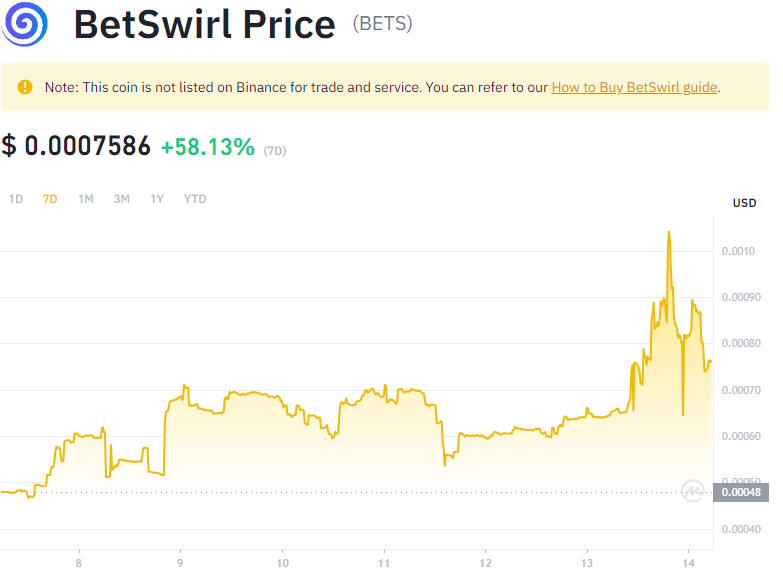 BetSwirl Price (BETS)
Note: This coin is not listed on Binance for trade and service. You can refer to our How to Buy BetSwirl guide.
$ 0.0007586 +58.13% (7D)
1D 7D 1M 3M 1Y YTD
USD
0.0010
0.00090
0.00080
0.00070
0.00060
0.00050
0.00048
0.00040
8 9 10 11 12 13 14